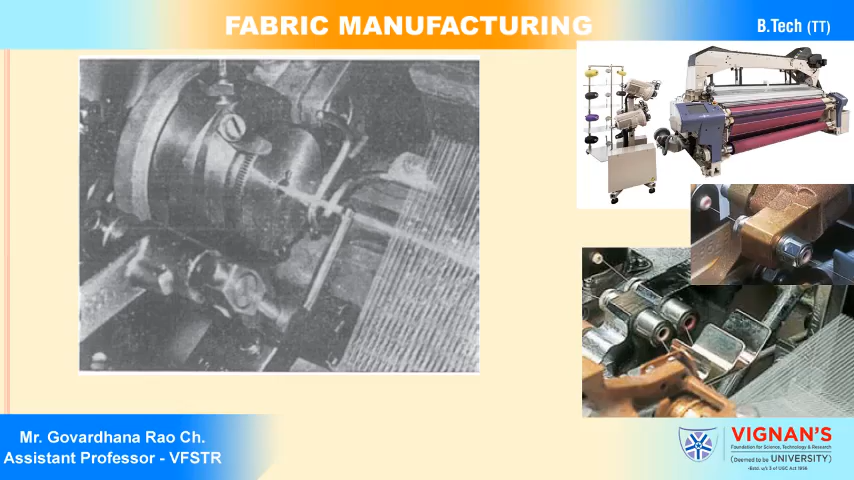 FABRIC MANUFACTURING
B.Tech (TT)
Mr. Govardhana Rao Ch.
Assistant Professor - VFSTR
VIGNAN'S
Foundation for Science, Technology & Research
(Deemed to be UNIVERSITY)
-Estd. u/s 3 of UGC Act 1956